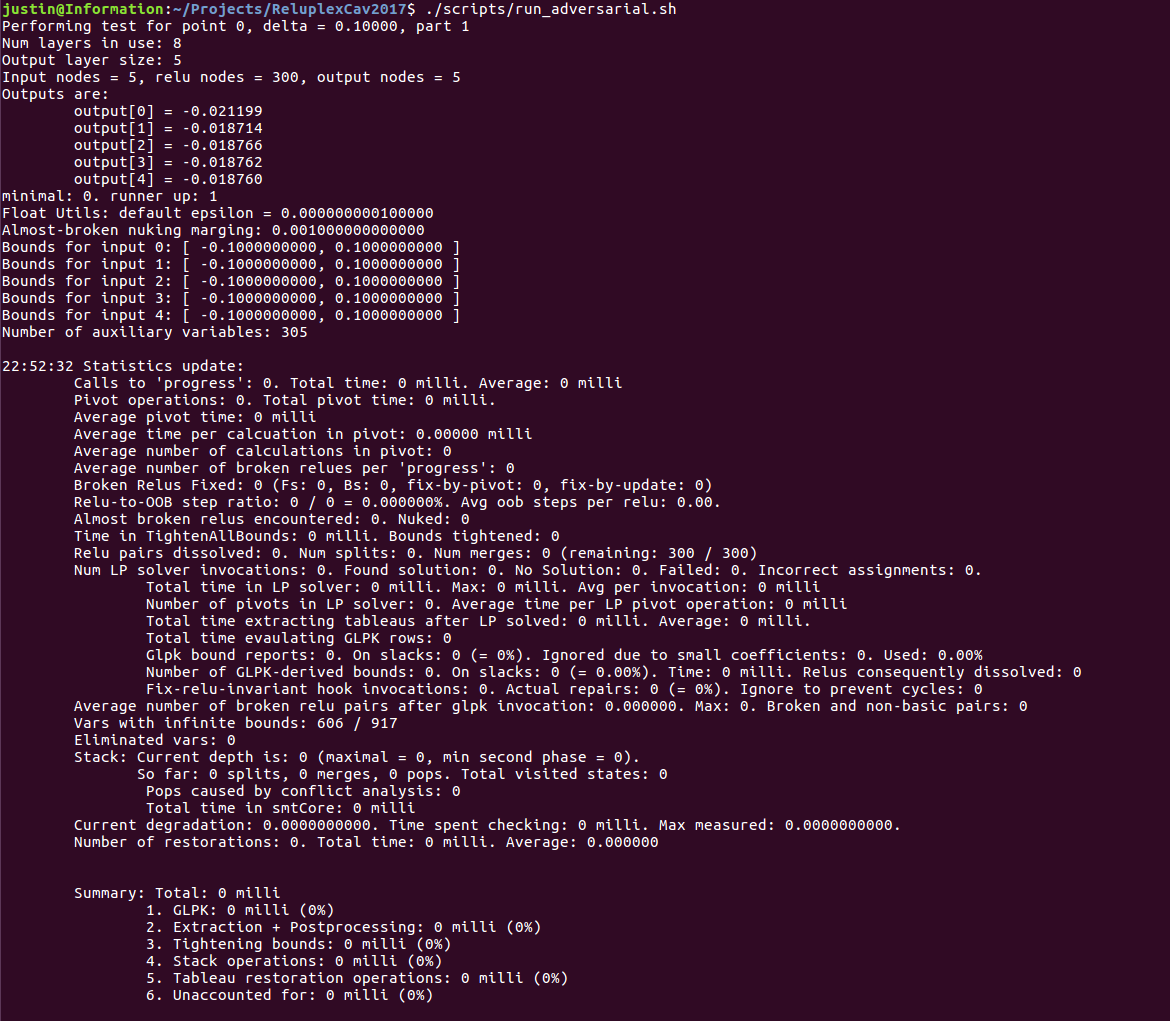 justin@Information:~/Projects/ReluplexCav2017$ ./scripts/run_adversarial.sh
Performing test for point 0, delta = 0.10000, part 1
Num layers in use: 8
Output layer size: 5
Input nodes = 5, relu nodes = 300, output nodes = 5
Outputs are:
output[0] = -0.021199
output[1] = -0.018714
output[2] = -0.018766
output[3] = -0.018762
output[4] = -0.018760
minimal: 0. runner up: 1
Float Utils: default epsilon = 0.000000000100000
Almost-broken nuking marging: 0.001000000000000
Bounds for input 0: [ -0.1000000000, 0.1000000000 ]
Bounds for input 1: [ -0.1000000000, 0.1000000000 ]
Bounds for input 2: [ -0.1000000000, 0.1000000000 ]
Bounds for input 3: [ -0.1000000000, 0.1000000000 ]
Bounds for input 4: [ -0.1000000000, 0.1000000000 ]
Number of auxiliary variables: 305
22:52:32 Statistics update:
Calls to 'progress': 0. Total time: 0 milli. Average: 0 milli
Pivot operations: 0. Total pivot time: 0 milli.
Average pivot time: 0 milli
Average time per calcuation in pivot: 0.00000 milli
Average number of calculations in pivot: 0
Average number of broken relues per 'progress': 0
Broken Relus Fixed: 0 (Fs: 0, Bs: 0, fix-by-pivot: 0, fix-by-update: 0)
Relu-to-OOB step ratio: 0 / 0 = 0.000000%. Avg oob steps per relu: 0.00.
Almost broken relus encountered: 0. Nuked: 0
Time in TightenAllBounds: 0 milli. Bounds tightened: 0
Relu pairs dissolved: 0. Num splits: 0. Num merges: 0 (remaining: 300 / 300)
Num LP solver invocations: 0. Found solution: 0. No Solution: 0. Failed: 0. Incorrect assignments: 0.
Total time in LP solver: 0 milli. Max: 0 milli. Avg per invocation: 0 milli
Number of pivots in LP solver: 0. Average time per LP pivot operation: 0 milli
Total time extracting tableaus after LP solved: 0 milli. Average: 0 milli.
Total time evaulating GLPK rows: 0
Glpk bound reports: 0. On slacks: 0 (= 0%). Ignored due to small coefficients: 0. Used: 0.00%
Number of GLPK-derived bounds: 0. On slacks: 0 (= 0.00%). Time: 0 milli. Relus consequently dissolved: 0
Fix-relu-invariant hook invocations: 0. Actual repairs: 0 (= 0%). Ignore to prevent cycles: 0
Average number of broken relu pairs after glpk invocation: 0.000000. Max: 0. Broken and non-basic pairs: 0
Vars with infinite bounds: 606 / 917
Eliminated vars: 0
Stack: Current depth is: 0 (maximal = 0, min second phase = 0).
So far: 0 splits, 0 merges, 0 pops. Total visited states: 0
Pops caused by conflict analysis: 0
Total time in smtCore: 0 milli
Current degradation: 0.0000000000. Time spent checking: 0 milli. Max measured: 0.0000000000.
Number of restorations: 0. Total time: 0 milli. Average: 0.000000
Summary: Total: 0 milli
1. GLPK: 0 milli (0%)
2. Extraction + Postprocessing: 0 milli (0%)
3. Tightening bounds: 0 milli (0%)
4. Stack operations: 0 milli (0%)
5. Tableau restoration operations: 0 milli (0%)
6. Unaccounted for: 0 milli (0%)